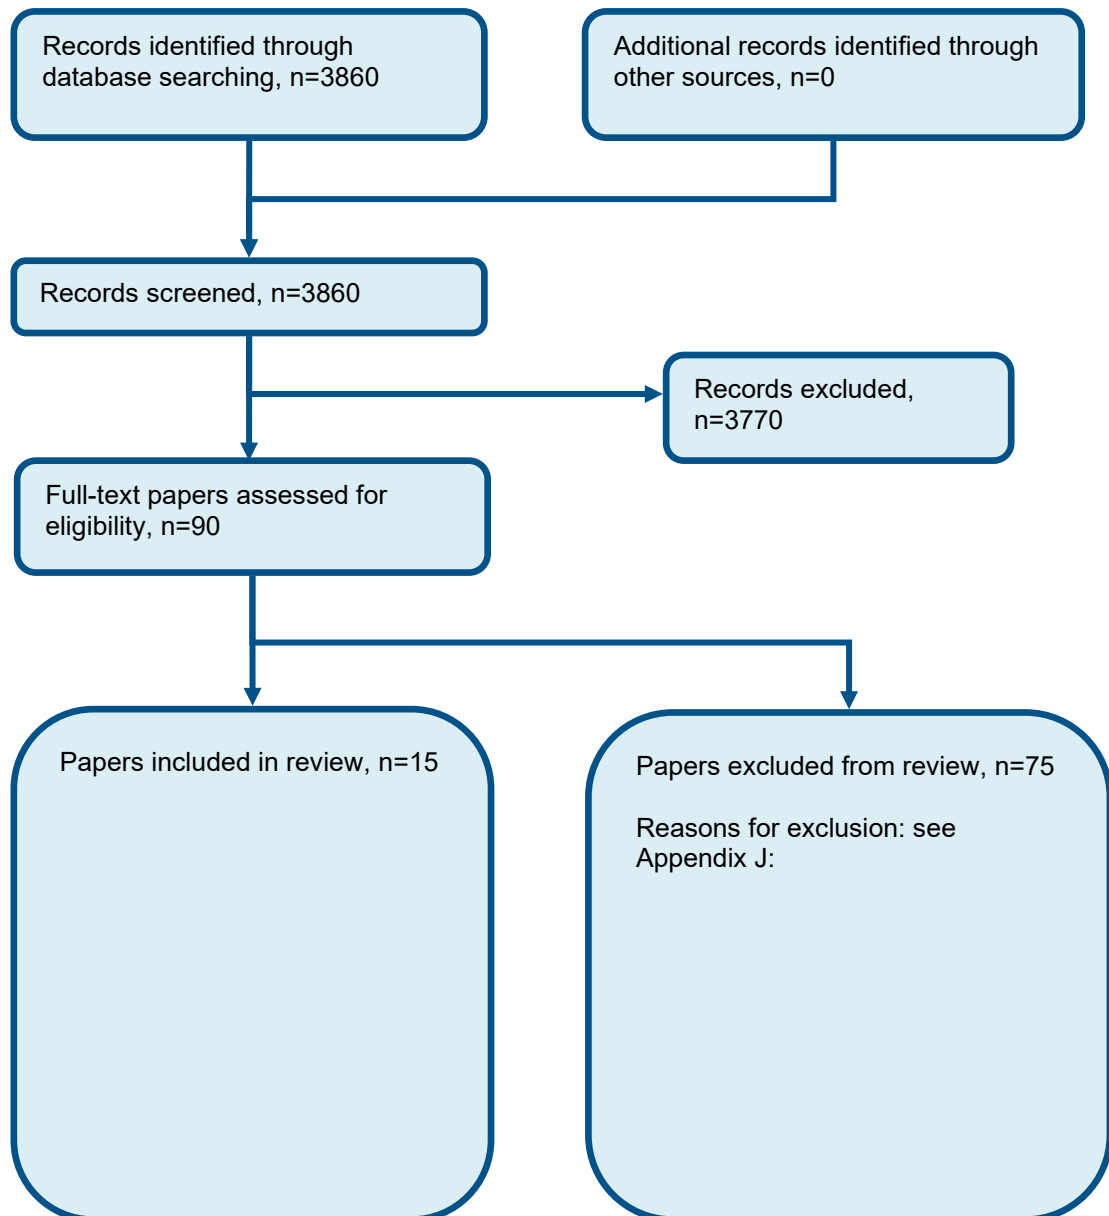 Records identified through
database searching, n=3860
Additional records identified through
other sources, n=0
Records screened, n=3860
Records excluded,
n=3770
Full-text papers assessed for
eligibility, n=90
Papers included in review, n=15
Papers excluded from review, n=75
Reasons for exclusion: see
Appendix J: